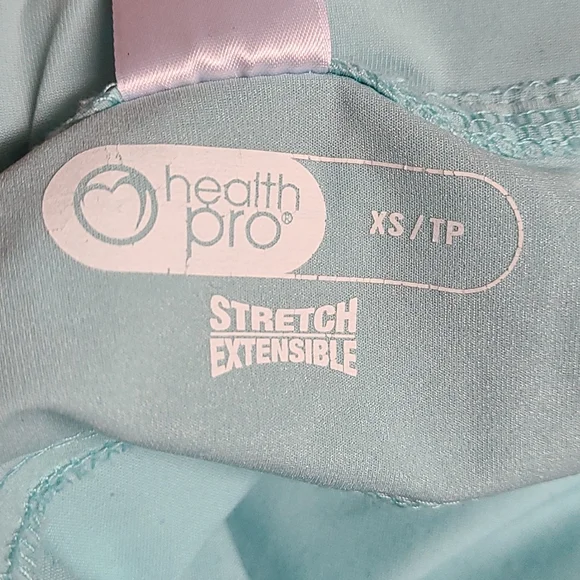 health
pro®
XS / TP
STRETCH
EXTENSIBLE